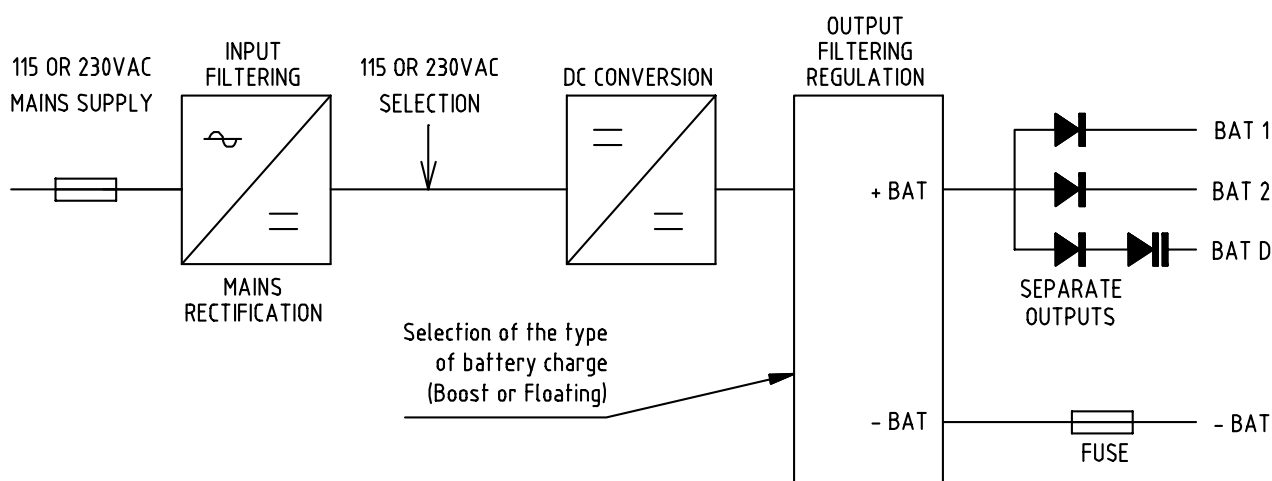 115 OR 230VAC
MAINS SUPPLY
INPUT
FILTERING
MAINS
RECTIFICATION
115 OR 230VAC
SELECTION
DC CONVERSION
OUTPUT
FILTERING
REGULATION
+ BAT
- BAT
Selection of the type
of battery charge
(Boost or Floating)
BAT 1
BAT 2
BAT D
SEPARATE
OUTPUTS
- BAT
FUSE